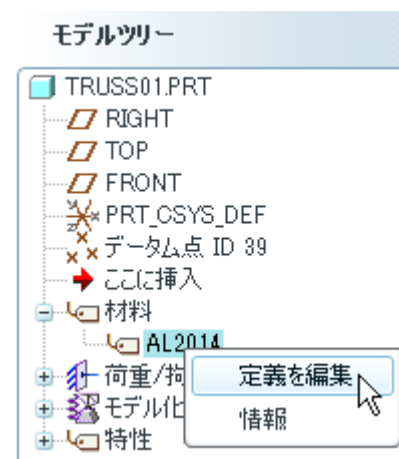 モデルツリー
TRUSS01.PRT
RIGHT
TOP
FRONT
PRT_CSYS_DEF
データム点 ID 39
ここに挿入
材料
AL2014
荷重/拘
定義を編集
モデル化
情報
特性